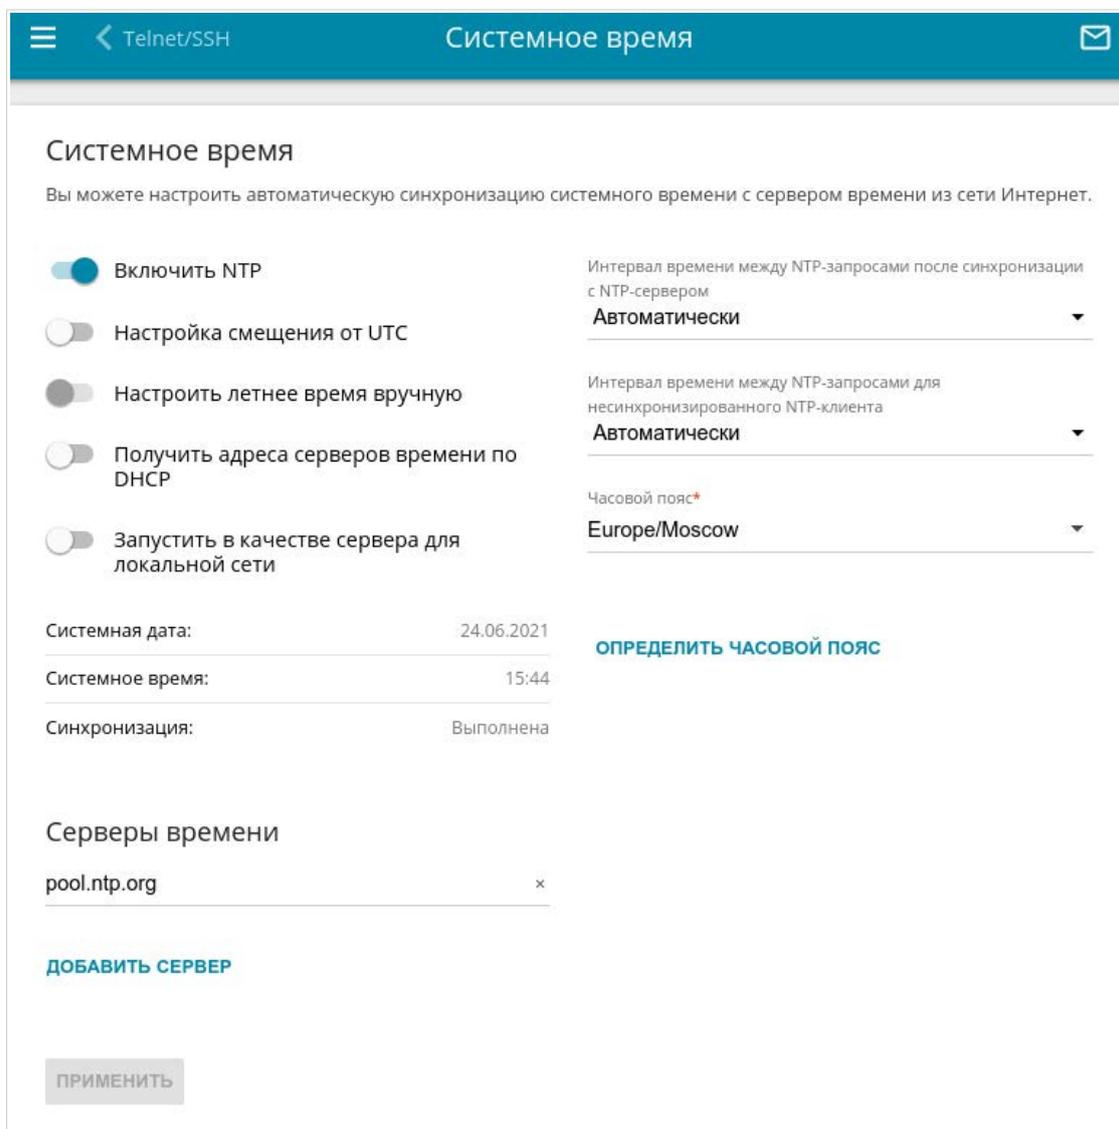 Telnet/SSH
Системное время
Системное время
Вы можете настроить автоматическую синхронизацию системного времени с сервером времени из сети Интернет.
Включить NTP
Настройка смещения от UTC
Настроить летнее время вручную
Получить адреса серверов времени по
DHCP
Запустить в качестве сервера для
локальной сети
Интервал времени между NTP-запросами после синхронизации
с NTP-сервером
Автоматически
Интервал времени между NTP-запросами для
несинхронизированного NTP-клиента
Автоматически
Часовой пояс*
Europe/Moscow
ОПРЕДЕЛИТЬ ЧАСОВОЙ ПОЯС
Системная дата: 24.06.2021
Системное время: 15:44
Синхронизация: Выполнена
Серверы времени
pool.ntp.org ×
ДОБАВИТЬ СЕРВЕР
ПРИМЕНИТЬ